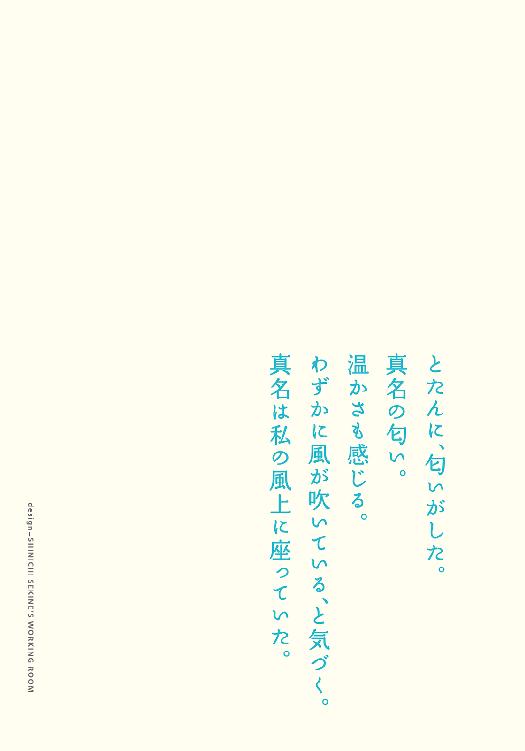 とたんに、匂いがした。
真名の匂い。
温かさも感じる。
わずかに風が吹いている、と気づく。
真名は私の風上に座っていた。
design–SHINICHI SEKINE'S WORKING ROOM